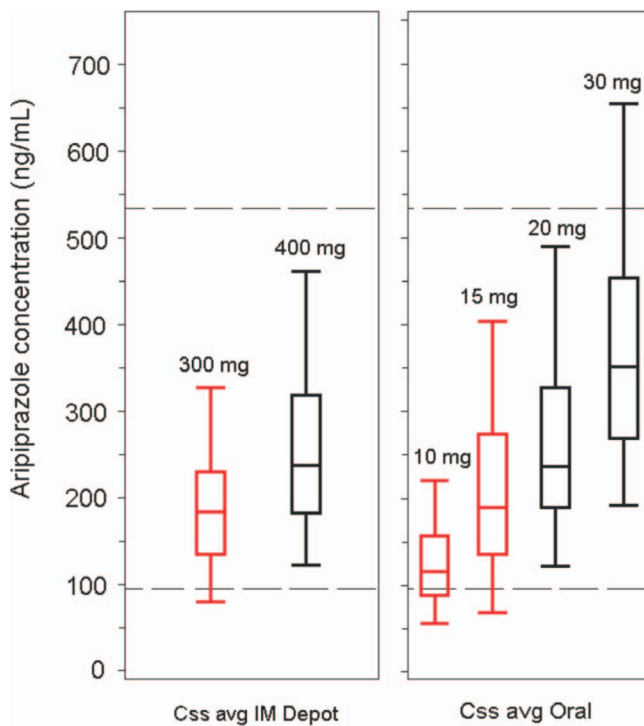 Aripiprazole concentration (ng/mL)
700
600
500
400
300
200
100
0
300 mg
400 mg
10 mg
15 mg
20 mg
30 mg
Css avg IM Depot
Css avg Oral